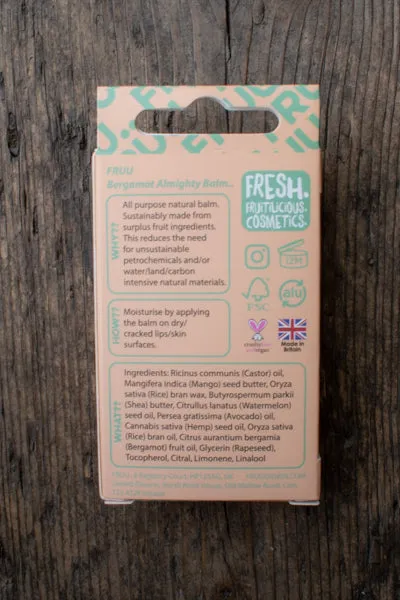 FRUU
Bergamot Almighty Balm..
FRESH.
FRUITILICIOUS.
COSMETICS.
WHY??
All purpose natural balm.
Sustainably made from
surplus fruit ingredients.
This reduces the need
for unsustainable
petrochemicals and/or
water/land/carbon
intensive natural materials.
12M
FSC
alu
HOW??
Moisturise by applying
the balm on dry/
cracked lips/skin
surfaces.
Made in
Britain
WHAT??
Ingredients: Ricinus communis (Castor) oil,
Mangifera indica (Mango) seed butter, Oryza
sativa (Rice) bran wax, Butyrospermum parkii
(Shea) butter, Citrullus lanatus (Watermelon)
seed oil, Persea gratissima (Avocado) oil,
Cannabis sativa (Hemp) seed oil, Oryza sativa
(Rice) bran oil, Citrus aurantium bergamia
(Bergamot) fruit oil, Glycerin (Rapeseed),
Tocopherol, Citral, Limonene, Linalool